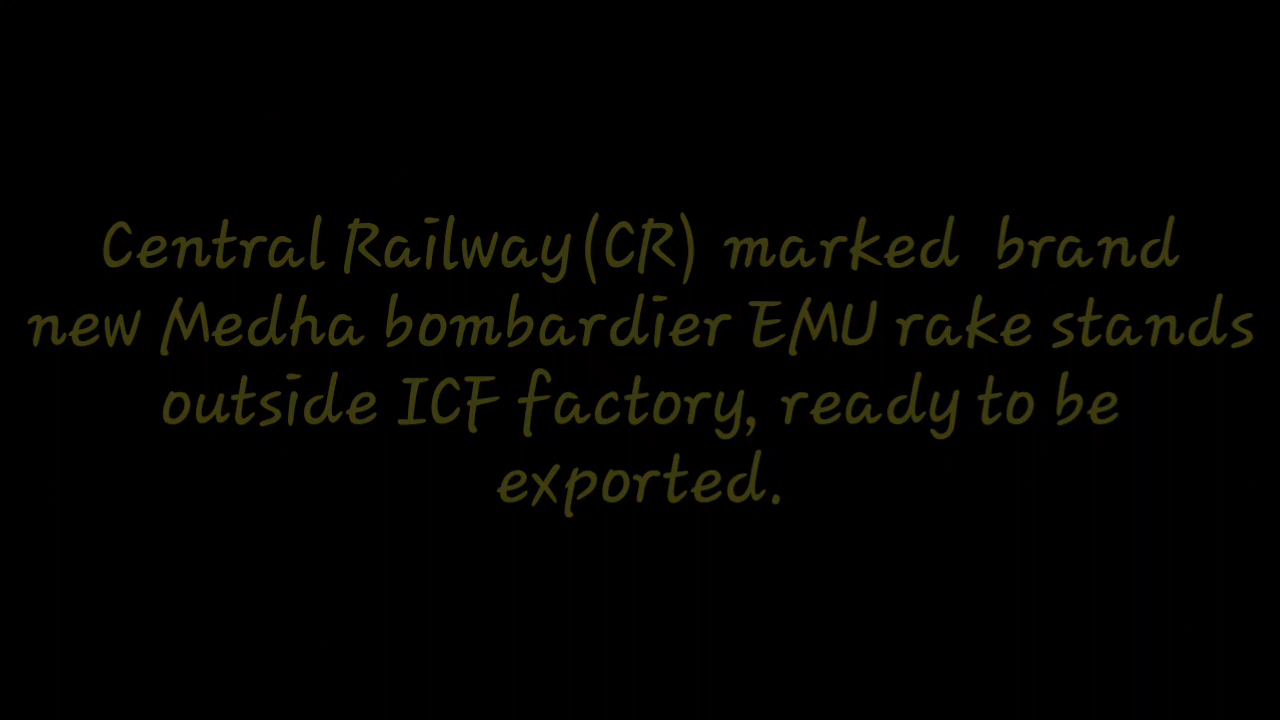 Central Railway(CR) marked brand
new Medha bombardier EMU rake stands
outside ICF factory, ready to be
exported.